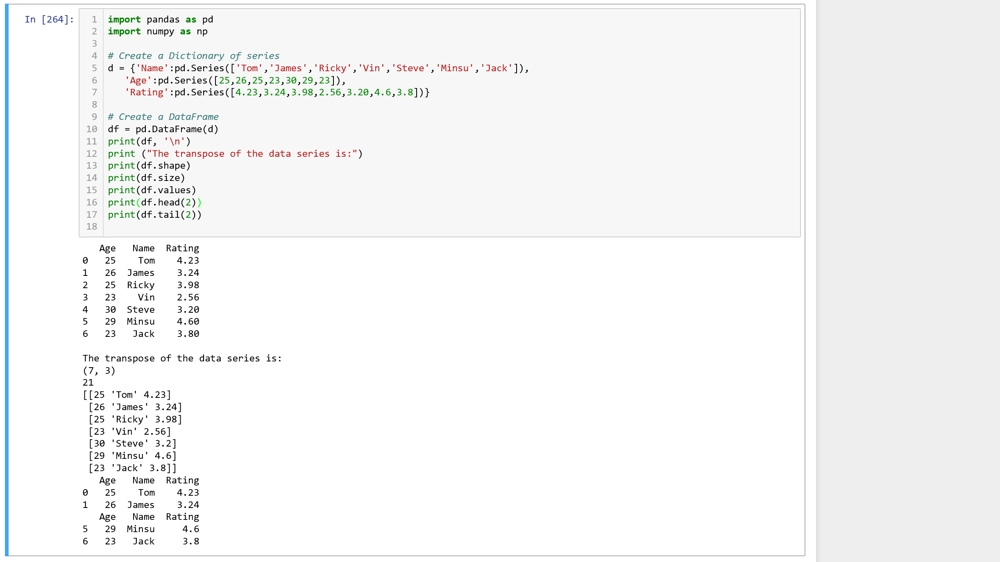 In [264]:
1 import pandas as pd
2 import numpy as np
3
4 # Create a Dictionary of series
5 d = {'Name':pd.Series(['Tom','James','Ricky','Vin','Steve','Minsu','Jack']),
6    'Age':pd.Series([25,26,25,23,30,29,23]),
7    'Rating':pd.Series([4.23,3.24,3.98,2.56,3.20,4.6,3.8])}
8
9 # Create a DataFrame
10 df = pd.DataFrame(d)
11 print(df, '\n')
12 print ("The transpose of the data series is:")
13 print(df.shape)
14 print(df.size)
15 print(df.values)
16 print(df.head(2))
17 print(df.tail(2))
18
   Age   Name  Rating
0   25    Tom    4.23
1   26  James    3.24
2   25  Ricky    3.98
3   23    Vin    2.56
4   30  Steve    3.20
5   29  Minsu    4.60
6   23   Jack    3.80
The transpose of the data series is:
(7, 3)
21
[[25 'Tom' 4.23]
 [26 'James' 3.24]
 [25 'Ricky' 3.98]
 [23 'Vin' 2.56]
 [30 'Steve' 3.2]
 [29 'Minsu' 4.6]
 [23 'Jack' 3.8]]
   Age   Name  Rating
0   25    Tom    4.23
1   26  James    3.24
   Age   Name  Rating
5   29  Minsu     4.6
6   23   Jack     3.8